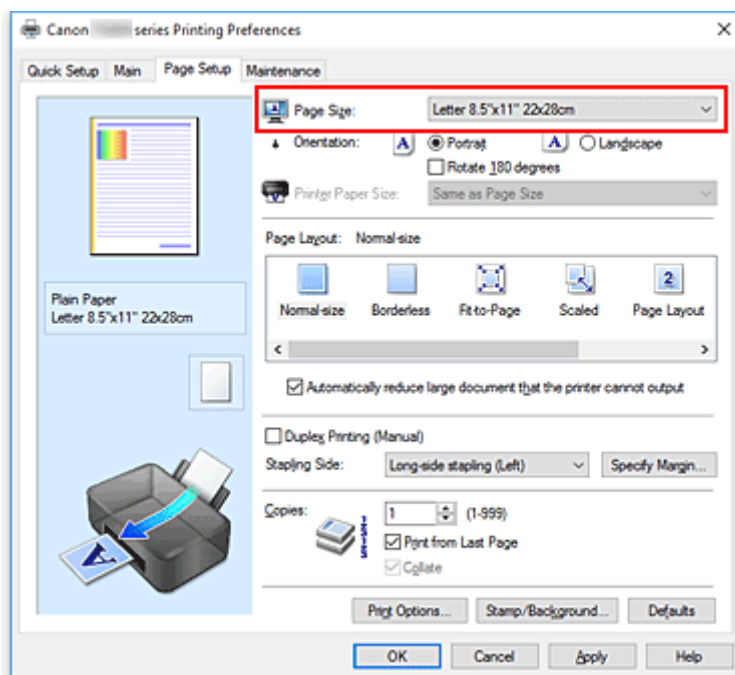 Canon series Printing Preferences
Quick Setup Main Page Setup Maintenance
Page Size: Letter 8.5"x11" 22x28cm
Orientation: A Portrait A Landscape
Rotate 180 degrees
Printer Paper Size: Same as Page Size
Page Layout: Normal-size
2
Normal-size Borderless Fit-to-Page Scaled Page Layout
Plain Paper
Letter 8.5"x11" 22x28cm
Automatically reduce large document that the printer cannot output
Duplex Printing (Manual)
Stapling Side: Long-side stapling (Left) Specify Margin...
Copies: 1 (1-999)
Print from Last Page
Collate
A
Print Options... Stamp/Background... Defaults
OK Cancel Apply Help